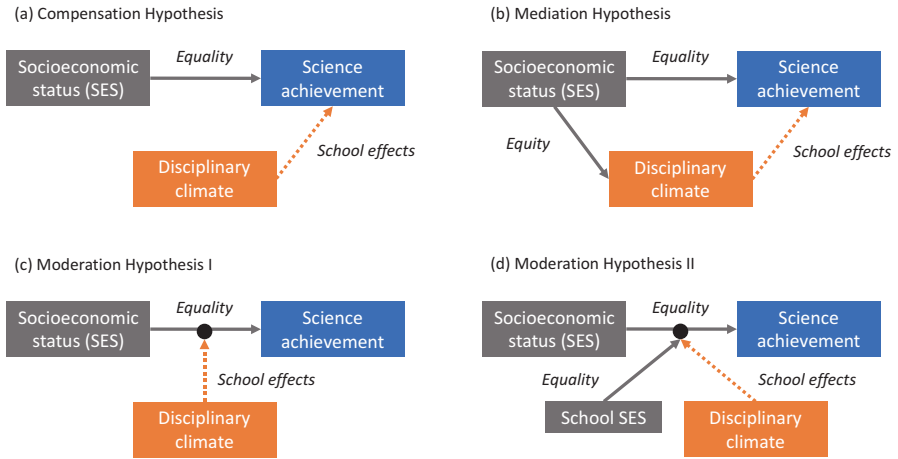 (a) Compensation Hypothesis
Socioeconomic
status (SES)
Equality
Science
achievement
School effects
Disciplinary
climate
(b) Mediation Hypothesis
Socioeconomic
status (SES)
Equality
Science
achievement
Equity
School effects
Disciplinary
climate
(c) Moderation Hypothesis I
Socioeconomic
status (SES)
Equality
Science
achievement
School effects
Disciplinary
climate
(d) Moderation Hypothesis II
Socioeconomic
status (SES)
Equality
Science
achievement
Equality
School effects
School SES
Disciplinary
climate